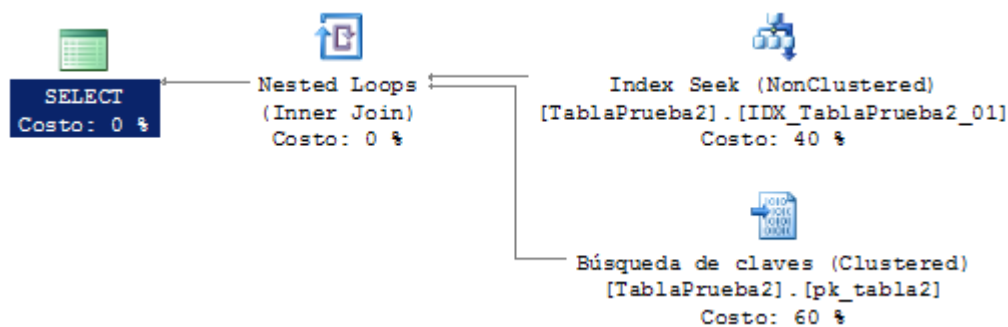 SELECT
Costo: 0 %
Nested Loops
(Inner Join)
Costo: 0 %
Index Seek (NonClustered)
[TablaPrueba2].[IDX_TablaPrueba2_01]
Costo: 40 %
Búsqueda de claves (Clustered)
[TablaPrueba2].[pk_tabla2]
Costo: 60 %